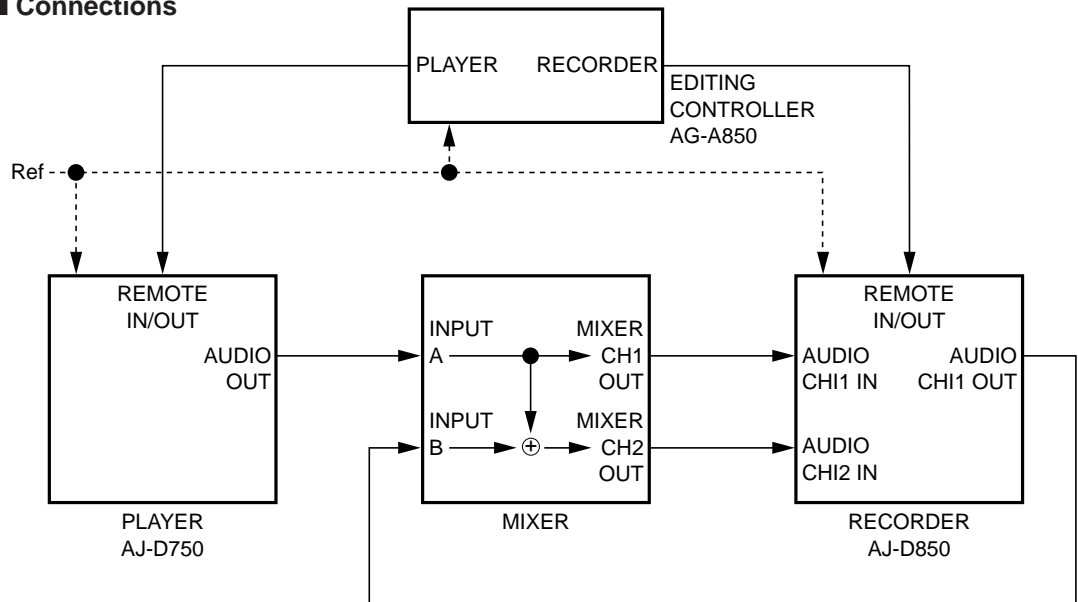 Connections
PLAYER
RECORDER
EDITING
CONTROLLER
AG-A850
Ref
REMOTE
IN/OUT
AUDIO
OUT
PLAYER
AJ-D750
INPUT
A
MIXER
CH1
OUT
INPUT
B
MIXER
CH2
OUT
MIXER
REMOTE
IN/OUT
AUDIO
CHI1 IN
AUDIO
CHI1 OUT
AUDIO
CHI2 IN
RECORDER
AJ-D850